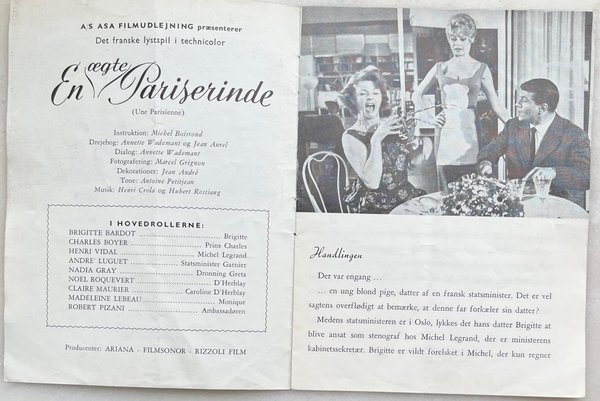 A/S ASA FILMUDLEJNING præsenterer
Det franske lystspil i technicolor
En ægte Pariserinde
(Une Parisienne)
Instruktion: Michel Boisrond
Drejebog: Annette Wademant og Jean Aurel
Dialog: Annette Wademant
Fotografering: Marcel Grignon
Dekorationer: Jean André
Tone: Antoine Petitjean
Musik: Henri Crola og Hubert Rostiang
I HOVEDROLLERNE:
BRIGITTE BARDOT ........ Brigitte
CHARLES BOYER ........ Prins Charles
HENRI VIDAL ........ Michel Legrand
ANDRE' LUGUET ........ Statsminister Garnier
NADIA GRAY ........ Dronning Greta
NOEL ROQUEVERT ........ D'Herblay
CLAIRE MAURIER ........ Caroline D'Herblay
MADELEINE LEBEAU ........ Monique
ROBERT PIZANI ........ Ambassadøren
Producenter: ARIANA - FILMSONOR - RIZZOLI FILM
Handlingen
Der var engang ...
... en ung blond pige, datter af en fransk statsminister. Det er vel
sagtens overflødigt at bemærke, at denne far forkæler sin datter?
Medens statsministeren er i Oslo, lykkes det hans datter Brigitte at
blive ansat som stenograf hos Michel Legrand, der er ministerens
kabinetssekretær. Brigitte er vildt forelsket i Michel, der kun regner